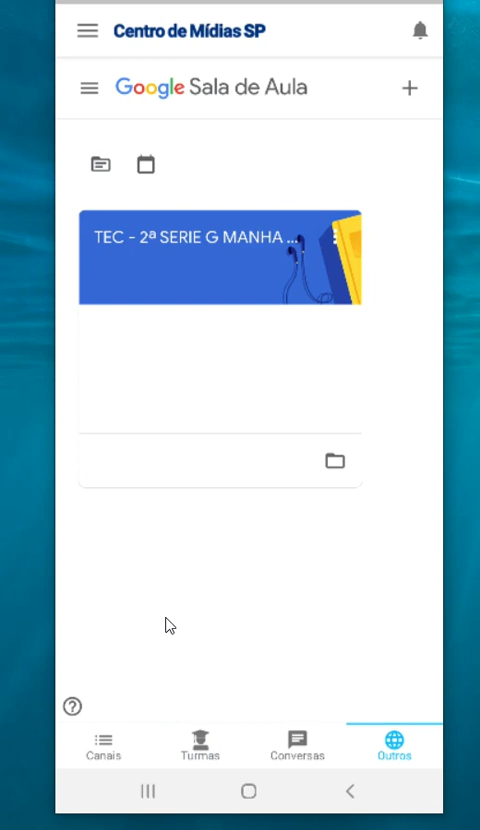 Centro de Mídias SP
Google Sala de Aula
TEC - 2ª SERIE G MANHA ...
Canais
Turmas
Conversas
Outros